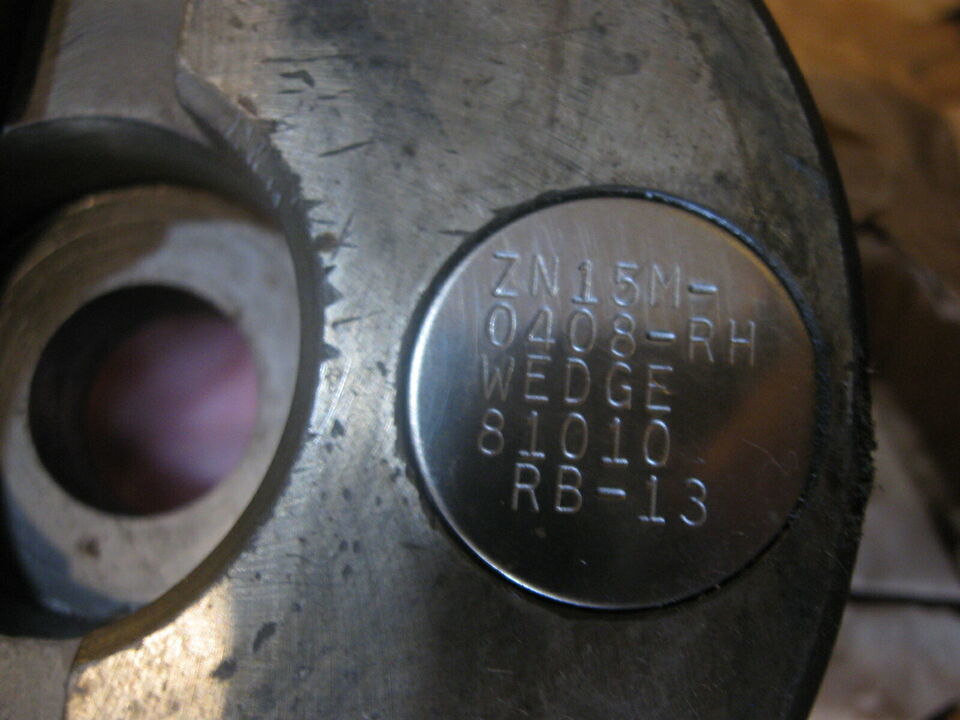 ZN15M-
0408-RH
WEDGE
81010
RB-13